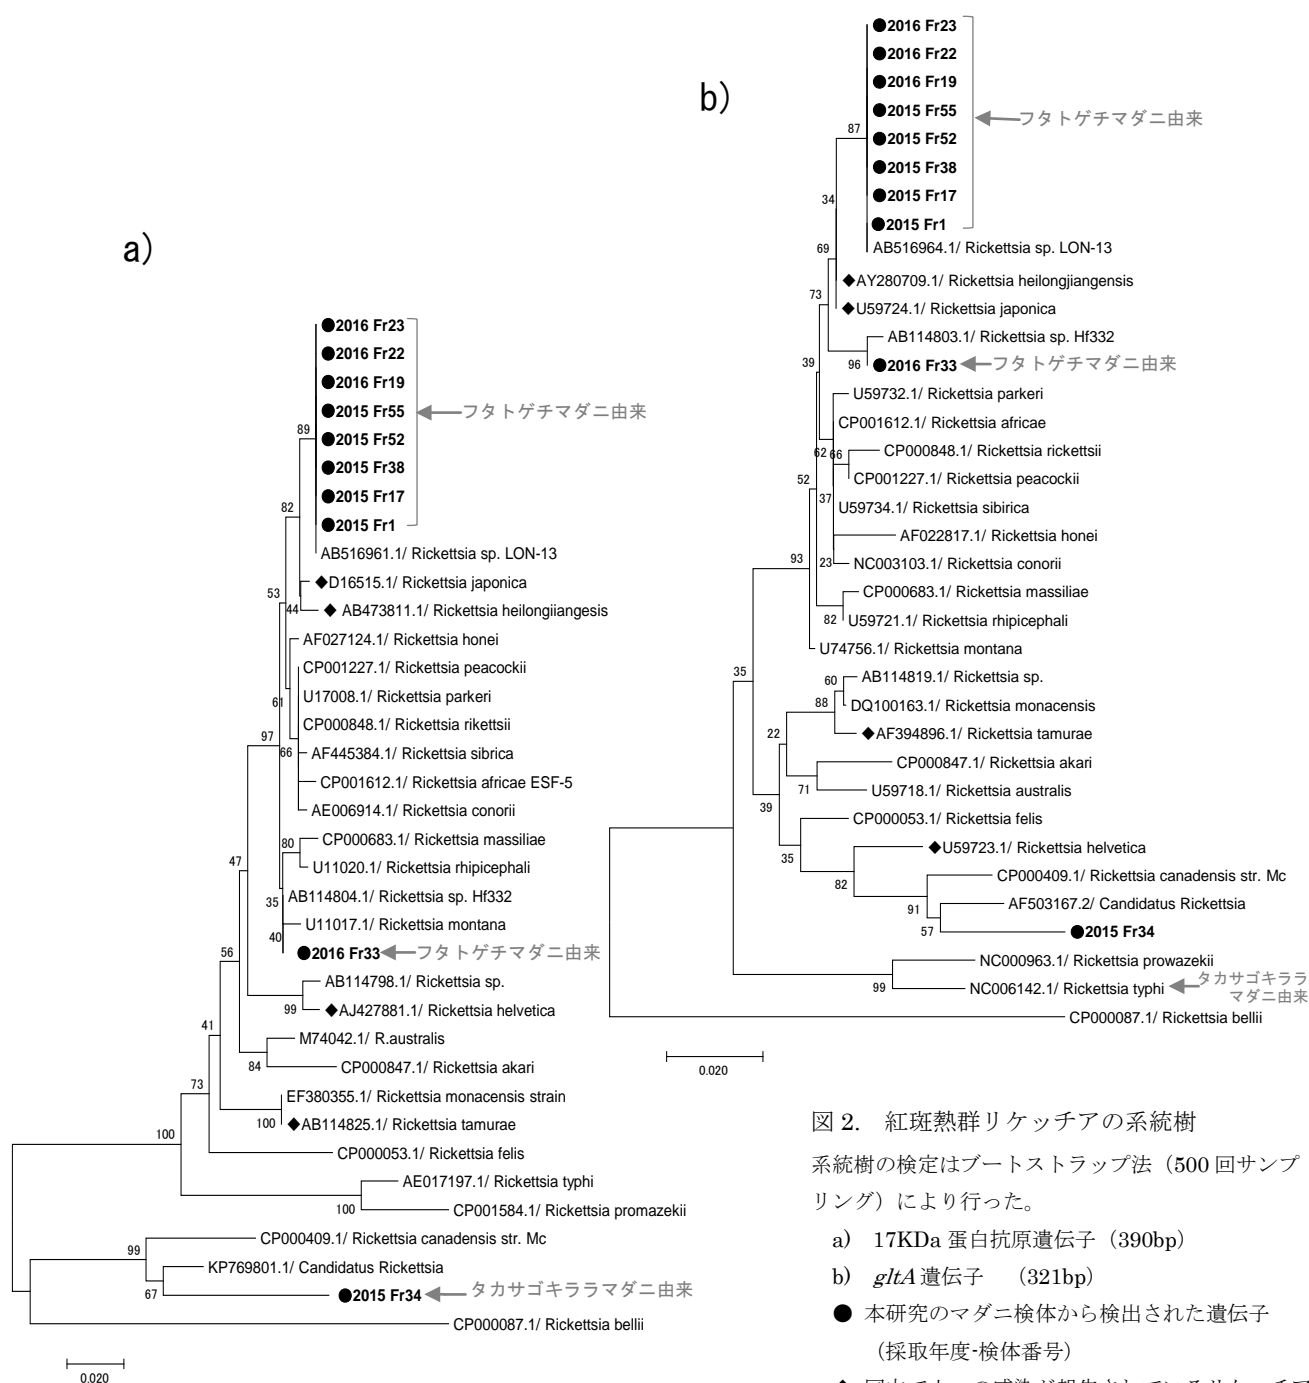 a)
●2016 Fr23
●2016 Fr22
●2016 Fr19
●2015 Fr55
●2015 Fr52
●2015 Fr38
●2015 Fr17
●2015 Fr1
フタトゲチマダニ由来
AB516961.1/ Rickettsia sp. LON-13
◆D16515.1/ Rickettsia japonica
◆AB473811.1/ Rickettsia heilongiiangesis
AF027124.1/ Rickettsia honei
CP001227.1/ Rickettsia peacockii
U17008.1/ Rickettsia parkeri
CP000848.1/ Rickettsia rikettsii
AF445384.1/ Rickettsia sibrica
CP001612.1/ Rickettsia africae ESF-5
AE006914.1/ Rickettsia conorii
CP000683.1/ Rickettsia massiliae
U11020.1/ Rickettsia rhipicephali
AB114804.1/ Rickettsia sp. Hf332
U11017.1/ Rickettsia montana
●2016 Fr33 フタトゲチマダニ由来
AB114798.1/ Rickettsia sp.
◆AJ427881.1/ Rickettsia helvetica
M74042.1/ R.australis
CP000847.1/ Rickettsia akari
EF380355.1/ Rickettsia monacensis strain
◆AB114825.1/ Rickettsia tamurae
CP000053.1/ Rickettsia felis
AE017197.1/ Rickettsia typhi
CP001584.1/ Rickettsia promazekii
CP000409.1/ Rickettsia canadensis str. Mc
KP769801.1/ Candidatus Rickettsia
●2015 Fr34 タカサゴキララマダニ由来
CP000087.1/ Rickettsia bellii
89
82
44
53
61
66
97
80
35
40
47
99
56
84
41
100
73
100
100
99
67
0.020
b)
●2016 Fr23
●2016 Fr22
●2016 Fr19
●2015 Fr55
●2015 Fr52
●2015 Fr38
●2015 Fr17
●2015 Fr1
フタトゲチマダニ由来
AB516964.1/ Rickettsia sp. LON-13
◆AY280709.1/ Rickettsia heilongjiangensis
◆U59724.1/ Rickettsia japonica
AB114803.1/ Rickettsia sp. Hf332
●2016 Fr33 フタトゲチマダニ由来
U59732.1/ Rickettsia parkeri
CP001612.1/ Rickettsia africae
CP000848.1/ Rickettsia rickettsii
CP001227.1/ Rickettsia peacockii
U59734.1/ Rickettsia sibirica
AF022817.1/ Rickettsia honei
NC003103.1/ Rickettsia conorii
CP000683.1/ Rickettsia massiliae
U59721.1/ Rickettsia rhipicephali
U74756.1/ Rickettsia montana
AB114819.1/ Rickettsia sp.
DQ100163.1/ Rickettsia monacensis
◆AF394896.1/ Rickettsia tamurae
CP000847.1/ Rickettsia akari
U59718.1/ Rickettsia australis
CP000053.1/ Rickettsia felis
◆U59723.1/ Rickettsia helvetica
CP000409.1/ Rickettsia canadensis str. Mc
AF503167.2/ Candidatus Rickettsia
●2015 Fr34
NC000963.1/ Rickettsia prowazekii
NC006142.1/ Rickettsia typhi
タカサゴキララ
マダニ由来
CP000087.1/ Rickettsia bellii
87
34
69
73
96
39
62
66
37
23
52
82
93
35
60
88
22
71
39
35
82
91
57
99
0.020
図 2. 紅斑熱群リケッチアの系統樹
系統樹の検定はブートストラップ法（500 回サンプ
リング）により行った。
a) 17KDa 蛋白抗原遺伝子（390bp）
b) gltA 遺伝子 （321bp）
● 本研究のマダニ検体から検出された遺伝子
（採取年度-検体番号）